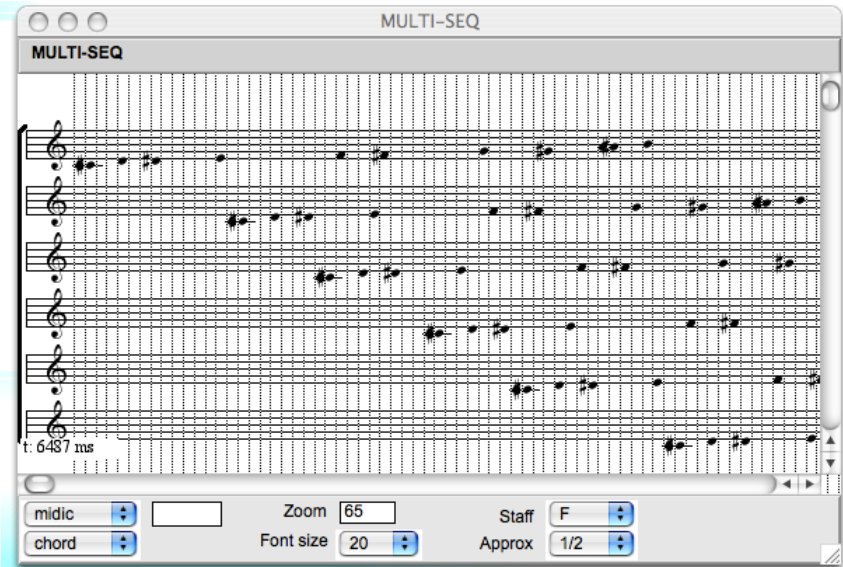 MULTI-SEQ
MULTI-SEQ
t: 6487 ms
midic Zoom 65 Staff F
chord Font size 20 Approx 1/2